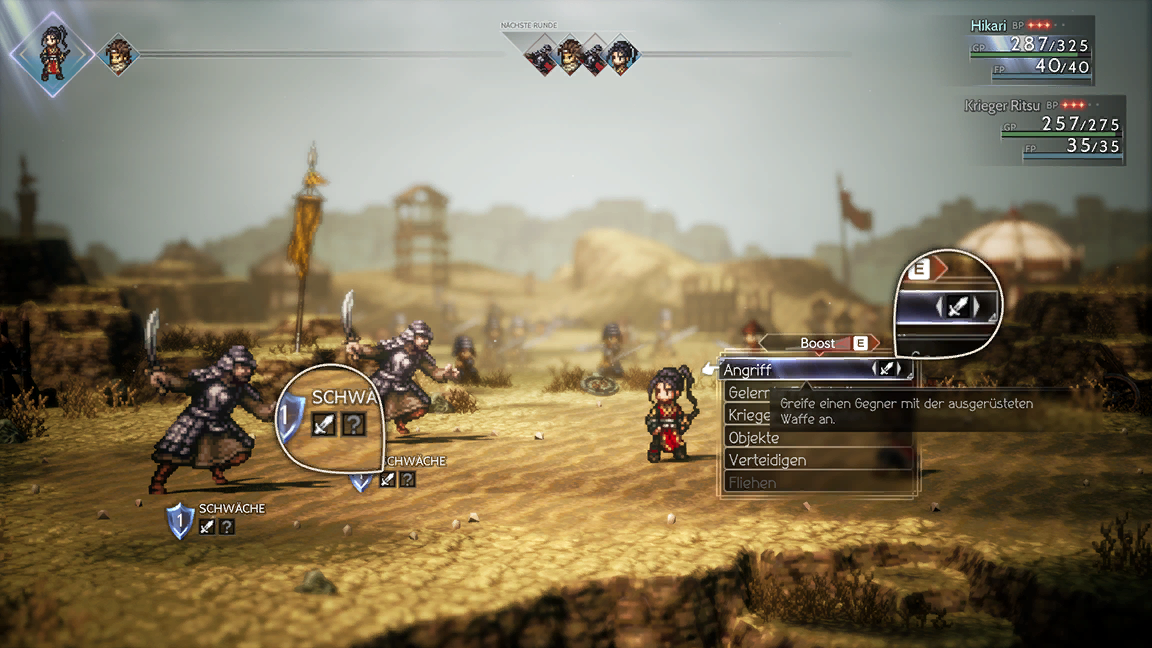 NÄCHSTE RUNDE
Hikari BP
GP 287/325
FP 40/40
Krieger Ritsu BP
GP 257/275
FP 35/35
E
Boost E
Angriff
Greife einen Gegner mit der ausgerüsteten
Waffe an.
Objekte
Verteidigen
Fliehen
1 SCHWA
?
SCHWÄCHE
?
1 SCHWÄCHE
?